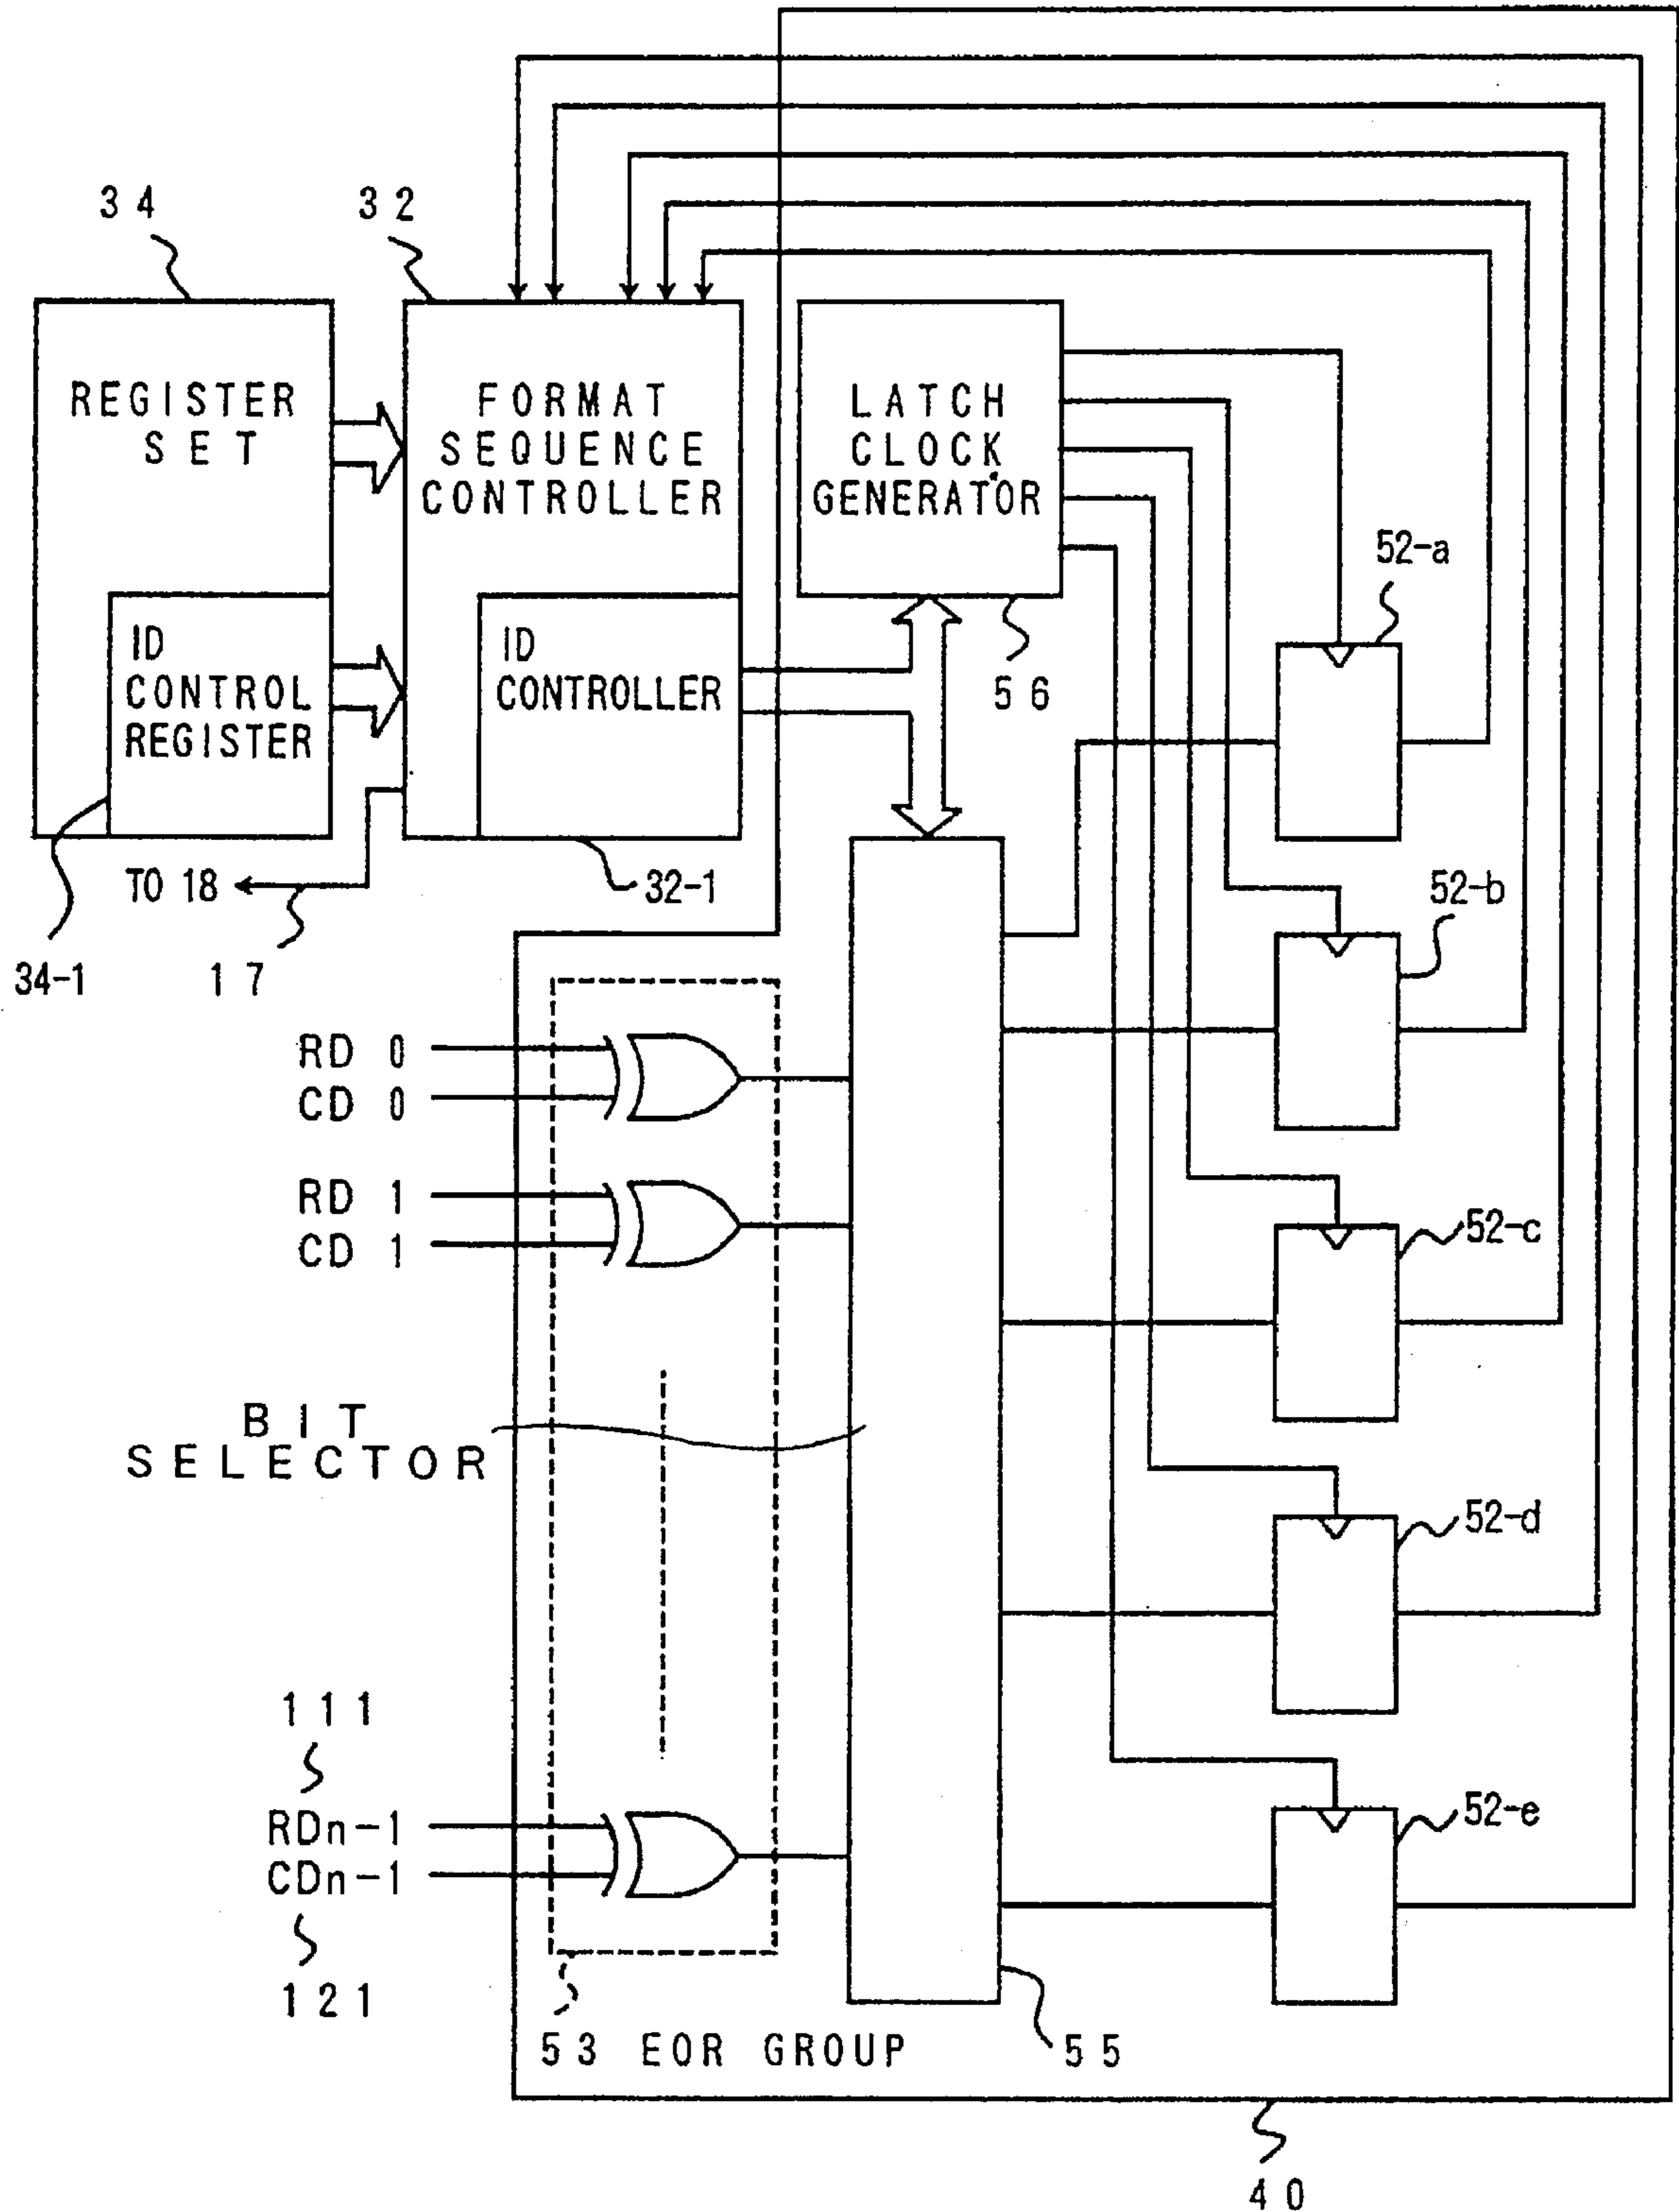 34
32
REGISTER
SET
FORMAT
SEQUENCE
CONTROLLER
LATCH
CLOCK
GENERATOR
52-a
ID
CONTROL
REGISTER
ID
CONTROLLER
56
TO 18
32-1
52-b
34-1
17
RD 0
CD 0
RD 1
CD 1
52-c
BIT
SELECTOR
52-d
111
RDn-1
CDn-1
52-e
121
53 EOR GROUP
55
40